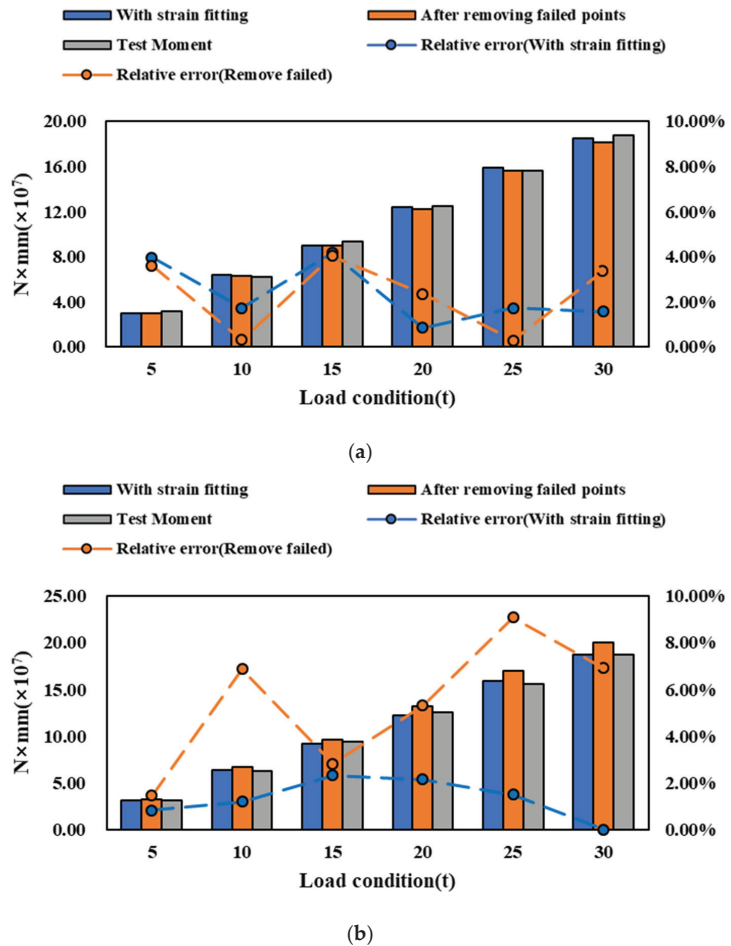 With strain fitting After removing failed points
Test Moment Relative error(With strain fitting)
Relative error(Remove failed)
20.00 10.00%
16.00 8.00%
12.00 6.00%
8.00 4.00%
4.00 2.00%
0.00 0.00%
N×mm(×10⁷)
5 10 15 20 25 30
Load condition(t)
(a)
With strain fitting After removing failed points
Test Moment Relative error(With strain fitting)
Relative error(Remove failed)
25.00 10.00%
20.00 8.00%
15.00 6.00%
10.00 4.00%
5.00 2.00%
0.00 0.00%
N×mm(×10⁷)
5 10 15 20 25 30
Load condition(t)
(b)